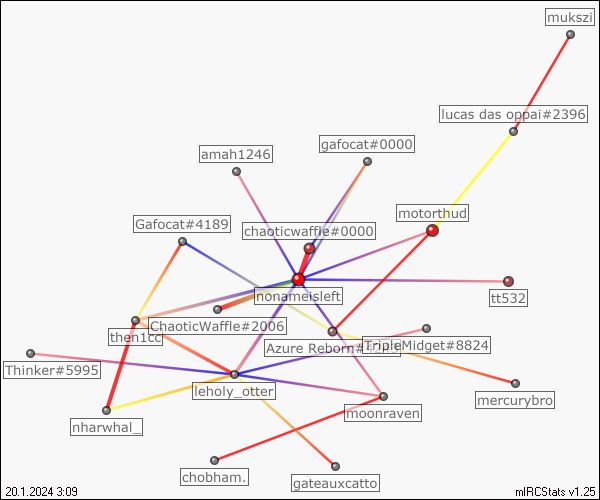 mukszi
lucas das oppai#2396
gafocat#0000
amah1246
motorthud
Gafocat#4189
chaoticwaffle#0000
nonameisleft
tt532
ChaoticWaffle#2006
then1cc
Azure Reborn
TripleMidget#8824
Thinker#5995
leholy_otter
mercurybro
moonraven
nharwhal_
chobham.
gateauxcatto
20.1.2024 3:09
mIRCStats v1.25